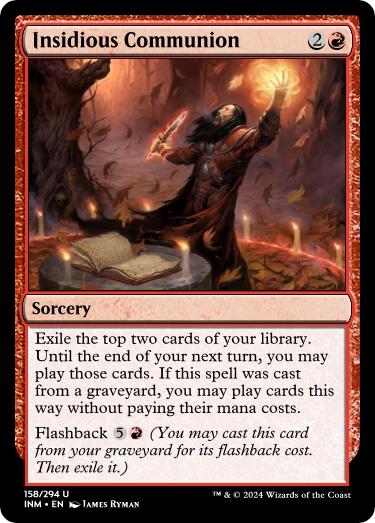 Insidious Communion 2
Sorcery
Exile the top two cards of your library.
Until the end of your next turn, you may
play those cards. If this spell was cast
from a graveyard, you may play cards this
way without paying their mana costs.
Flashback 5 (You may cast this card
from your graveyard for its flashback cost.
Then exile it.)
158/294 U
INM • EN James Ryman
™ & © 2024 Wizards of the Coast